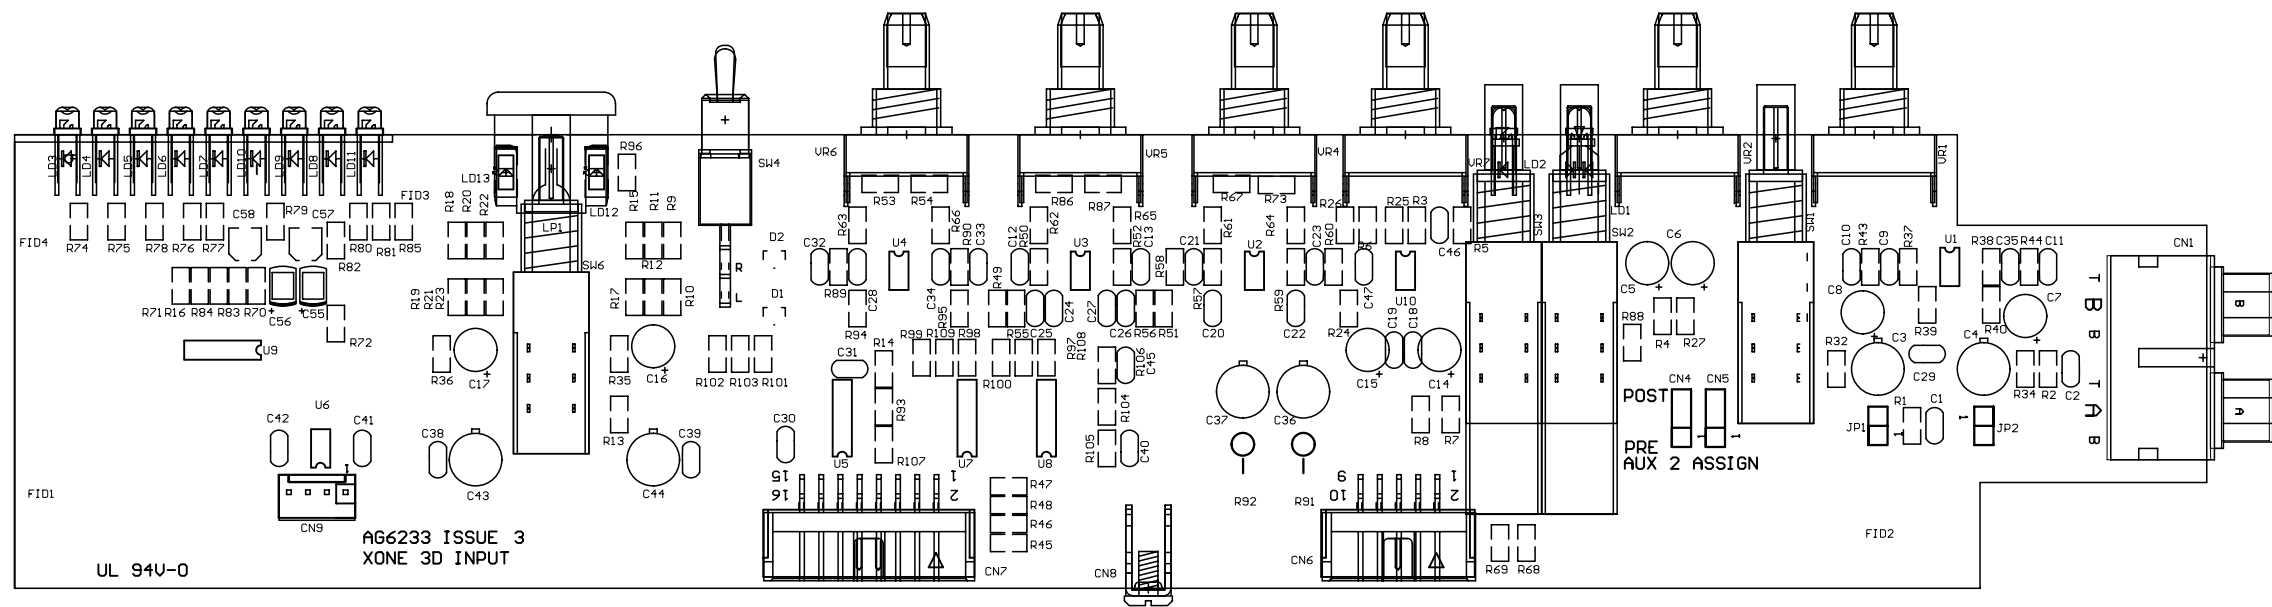 LD3
LD4
LD5
LD6
LD7
LD10
LD9
LD8
LD11
FID3
FID4
R74
R75
R78
R76
R77
C58
R79
C57
R82
R80
R81
R85
R71
R16
R84
R83
R70
C56
C55
R72
U9
U6
C42
C41
1
CN9
FID1
UL 94V-0
AG6233 ISSUE 3
XONE 3D INPUT
R18
R20
R22
LD13
LP1
LD12
R96
R15
R11
R9
SW6
R12
R19
R21
R23
R17
R10
R36
C17
R35
C16
R13
C38
C43
C44
C39
SW4
D2
R
D1
L
R102
R103
R101
C30
VR6
R53
R54
R63
R66
R90
C33
C32
R89
C28
U4
C34
R94
R95
C31
R14
R99
R109
R98
R93
R107
U5
U7
U8
15
16
1
2
CN7
R47
R48
R46
R45
VR5
R86
R87
C12
R50
R62
U3
R65
R52
C13
R49
R55
C25
C24
C27
C26
R56
R51
R100
R97
R108
R106
C45
R104
R105
C40
CN8
VR4
R67
R73
R61
R64
R58
C21
U2
C23
R60
R57
C20
R59
C22
C37
C36
R92
R91
VR7
R26
R25
R3
R6
C46
R5
C47
U10
R24
C19
C18
C15
C14
R8
R7
9
10
1
2
CN6
R69
R68
LD2
SW3
LD1
SW2
VR2
C5
C6
R88
R4
R27
POST
CN4
CN5
PRE
1
AUX 2 ASSIGN
SW1
VR1
C10
R43
C9
R37
U1
R38
C35
R44
C11
C8
R39
R40
C7
R32
C3
C29
C4
R34
R2
C2
JP1
1
R1
C1
1
JP2
FID2
CN1
T
B
B
T
A
B
B
A